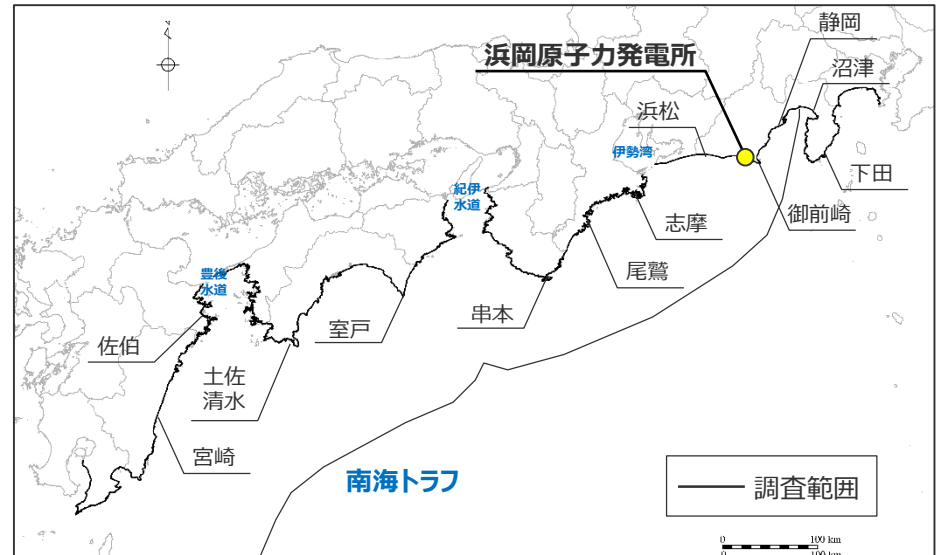 静岡
浜岡原子力発電所
沼津
浜松
伊勢湾
下田
紀伊
水道
志摩
御前崎
尾鷲
豊後
水道
串本
室戸
佐伯
土佐
清水
宮崎
南海トラフ
調査範囲
0 100 km
0 100 km